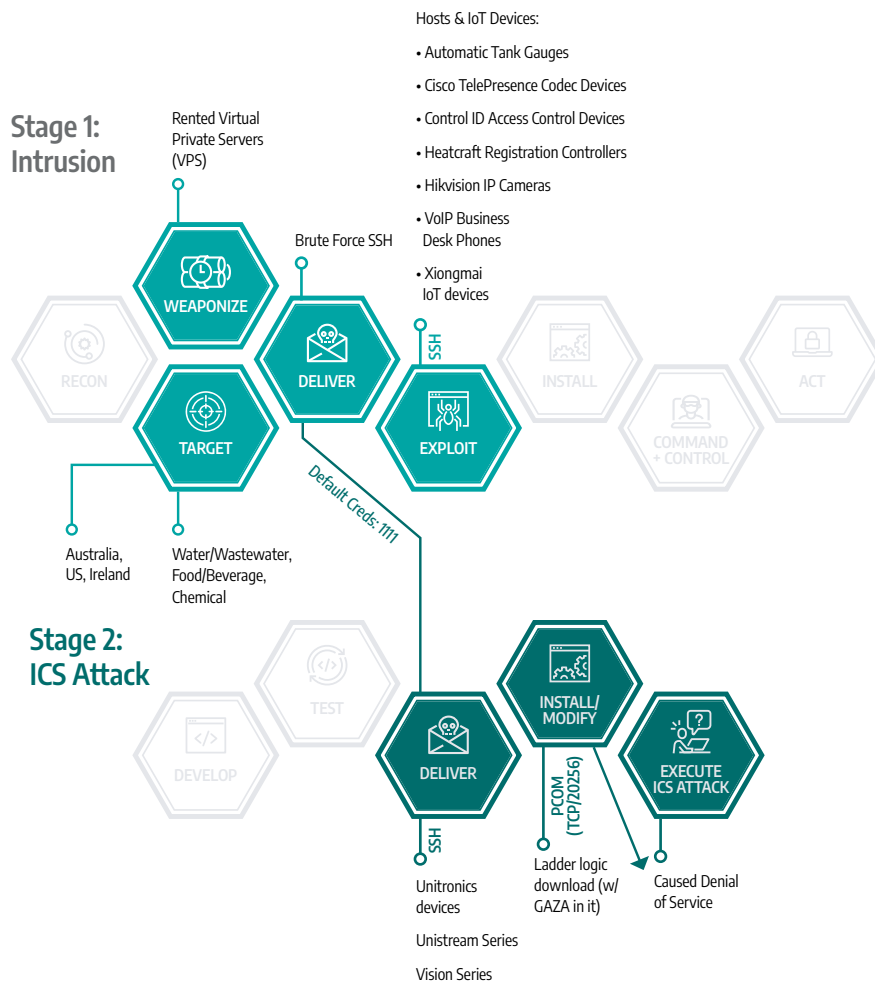 Hosts & IoT Devices:
• Automatic Tank Gauges
• Cisco TelePresence Codec Devices
• Control ID Access Control Devices
• Heatcraft Registration Controllers
• Hikvision IP Cameras
• VoIP Business
Desk Phones
• Xiongmai
IoT devices
Stage 1:
Intrusion
Rented Virtual
Private Servers
(VPS)
Brute Force SSH
WEAPONIZE
SSH
RECON
DELIVER
INSTALL
ACT
TARGET
EXPLOIT
COMMAND
+ CONTROL
Default Creds: 1111
Australia,
US, Ireland
Water/Wastewater,
Food/Beverage,
Chemical
Stage 2:
ICS Attack
TEST
INSTALL/
MODIFY
DEVELOP
DELIVER
EXECUTE
ICS ATTACK
SSH
PCOM
(TCP/20256)
Unitronics
devices
Unistream Series
Vision Series
Ladder logic
download (w/
GAZA in it)
Caused Denial
of Service